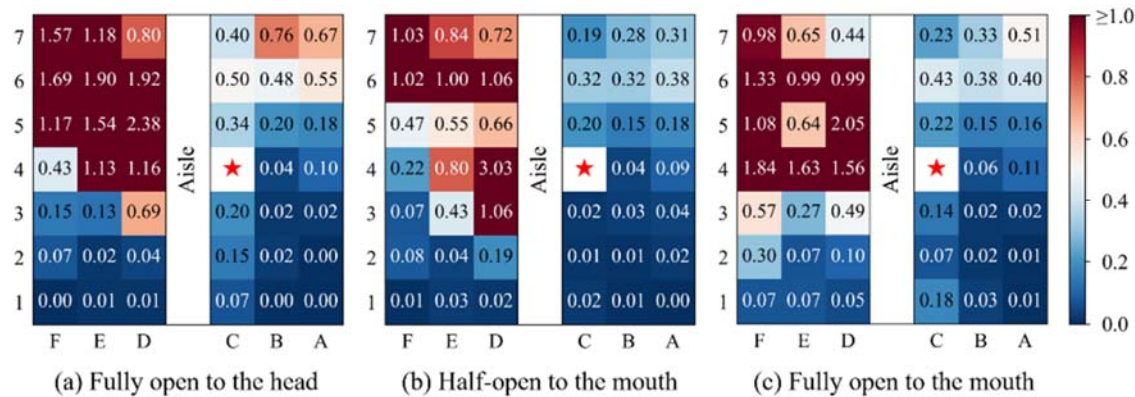 7 1.57 1.18 0.80 0.40 0.76 0.67 7 1.03 0.84 0.72 0.19 0.28 0.31 7 0.98 0.65 0.44 0.23 0.33 0.51 ≥1.0
6 1.69 1.90 1.92 0.50 0.48 0.55 6 1.02 1.00 1.06 0.32 0.32 0.38 6 1.33 0.99 0.99 0.43 0.38 0.40 0.8
5 1.17 1.54 2.38 0.34 0.20 0.18 5 0.47 0.55 0.66 0.20 0.15 0.18 5 1.08 0.64 2.05 0.22 0.15 0.16 0.6
4 0.43 1.13 1.16 Aisle 0.04 0.10 4 0.22 0.80 3.03 Aisle 0.04 0.09 4 1.84 1.63 1.56 Aisle 0.06 0.11
3 0.15 0.13 0.69 0.20 0.02 0.02 3 0.07 0.43 1.06 0.02 0.03 0.04 3 0.57 0.27 0.49 0.14 0.02 0.02 0.4
2 0.07 0.02 0.04 0.15 0.02 0.00 2 0.08 0.04 0.19 0.01 0.01 0.02 2 0.30 0.07 0.10 0.07 0.02 0.01 0.2
1 0.00 0.01 0.01 0.07 0.00 0.00 1 0.01 0.03 0.02 0.02 0.01 0.00 1 0.07 0.07 0.05 0.18 0.03 0.01 0.0
F E D C B A F E D C B A F E D C B A
(a) Fully open to the head (b) Half-open to the mouth (c) Fully open to the mouth